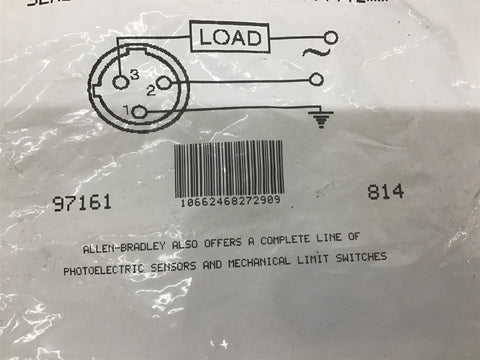 LOAD
3
2
1
10662468272909
97161
814
ALLEN-BRADLEY ALSO OFFERS A COMPLETE LINE OF
PHOTOELECTRIC SENSORS AND MECHANICAL LIMIT SWITCHES